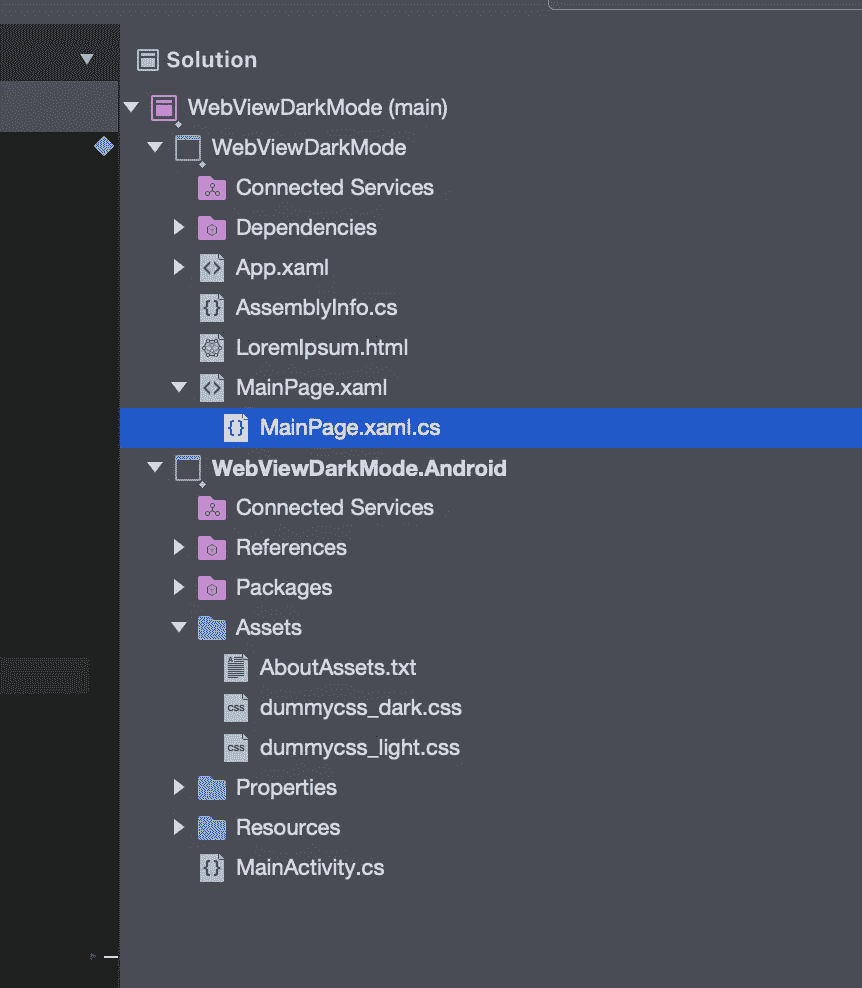 Solution
WebViewDarkMode (main)
WebViewDarkMode
Connected Services
Dependencies
App.xaml
AssemblyInfo.cs
LoremIpsum.html
MainPage.xaml
MainPage.xaml.cs
WebViewDarkMode.Android
Connected Services
References
Packages
Assets
AboutAssets.txt
dummycss_dark.css
dummycss_light.css
Properties
Resources
MainActivity.cs